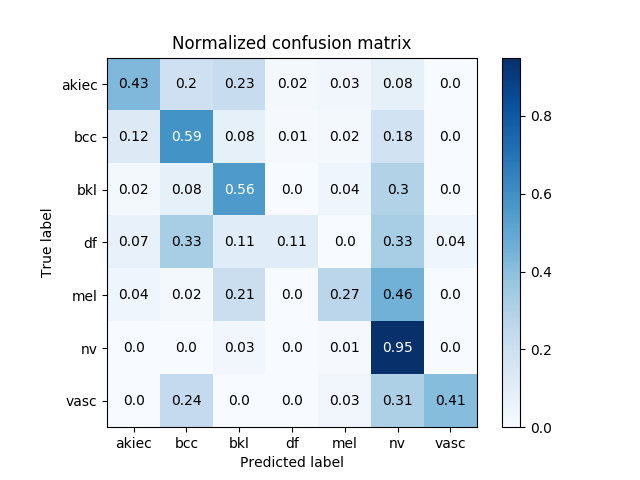 Normalized confusion matrix
akiec 0.43 0.2 0.23 0.02 0.03 0.08 0.0
bcc 0.12 0.59 0.08 0.01 0.02 0.18 0.0
bkl 0.02 0.08 0.56 0.0 0.04 0.3 0.0
df 0.07 0.33 0.11 0.11 0.0 0.33 0.04
mel 0.04 0.02 0.21 0.0 0.27 0.46 0.0
nv 0.0 0.0 0.03 0.0 0.01 0.95 0.0
vasc 0.0 0.24 0.0 0.0 0.03 0.31 0.41
akiec bcc bkl df mel nv vasc
Predicted label
True label
0.8
0.6
0.4
0.2
0.0